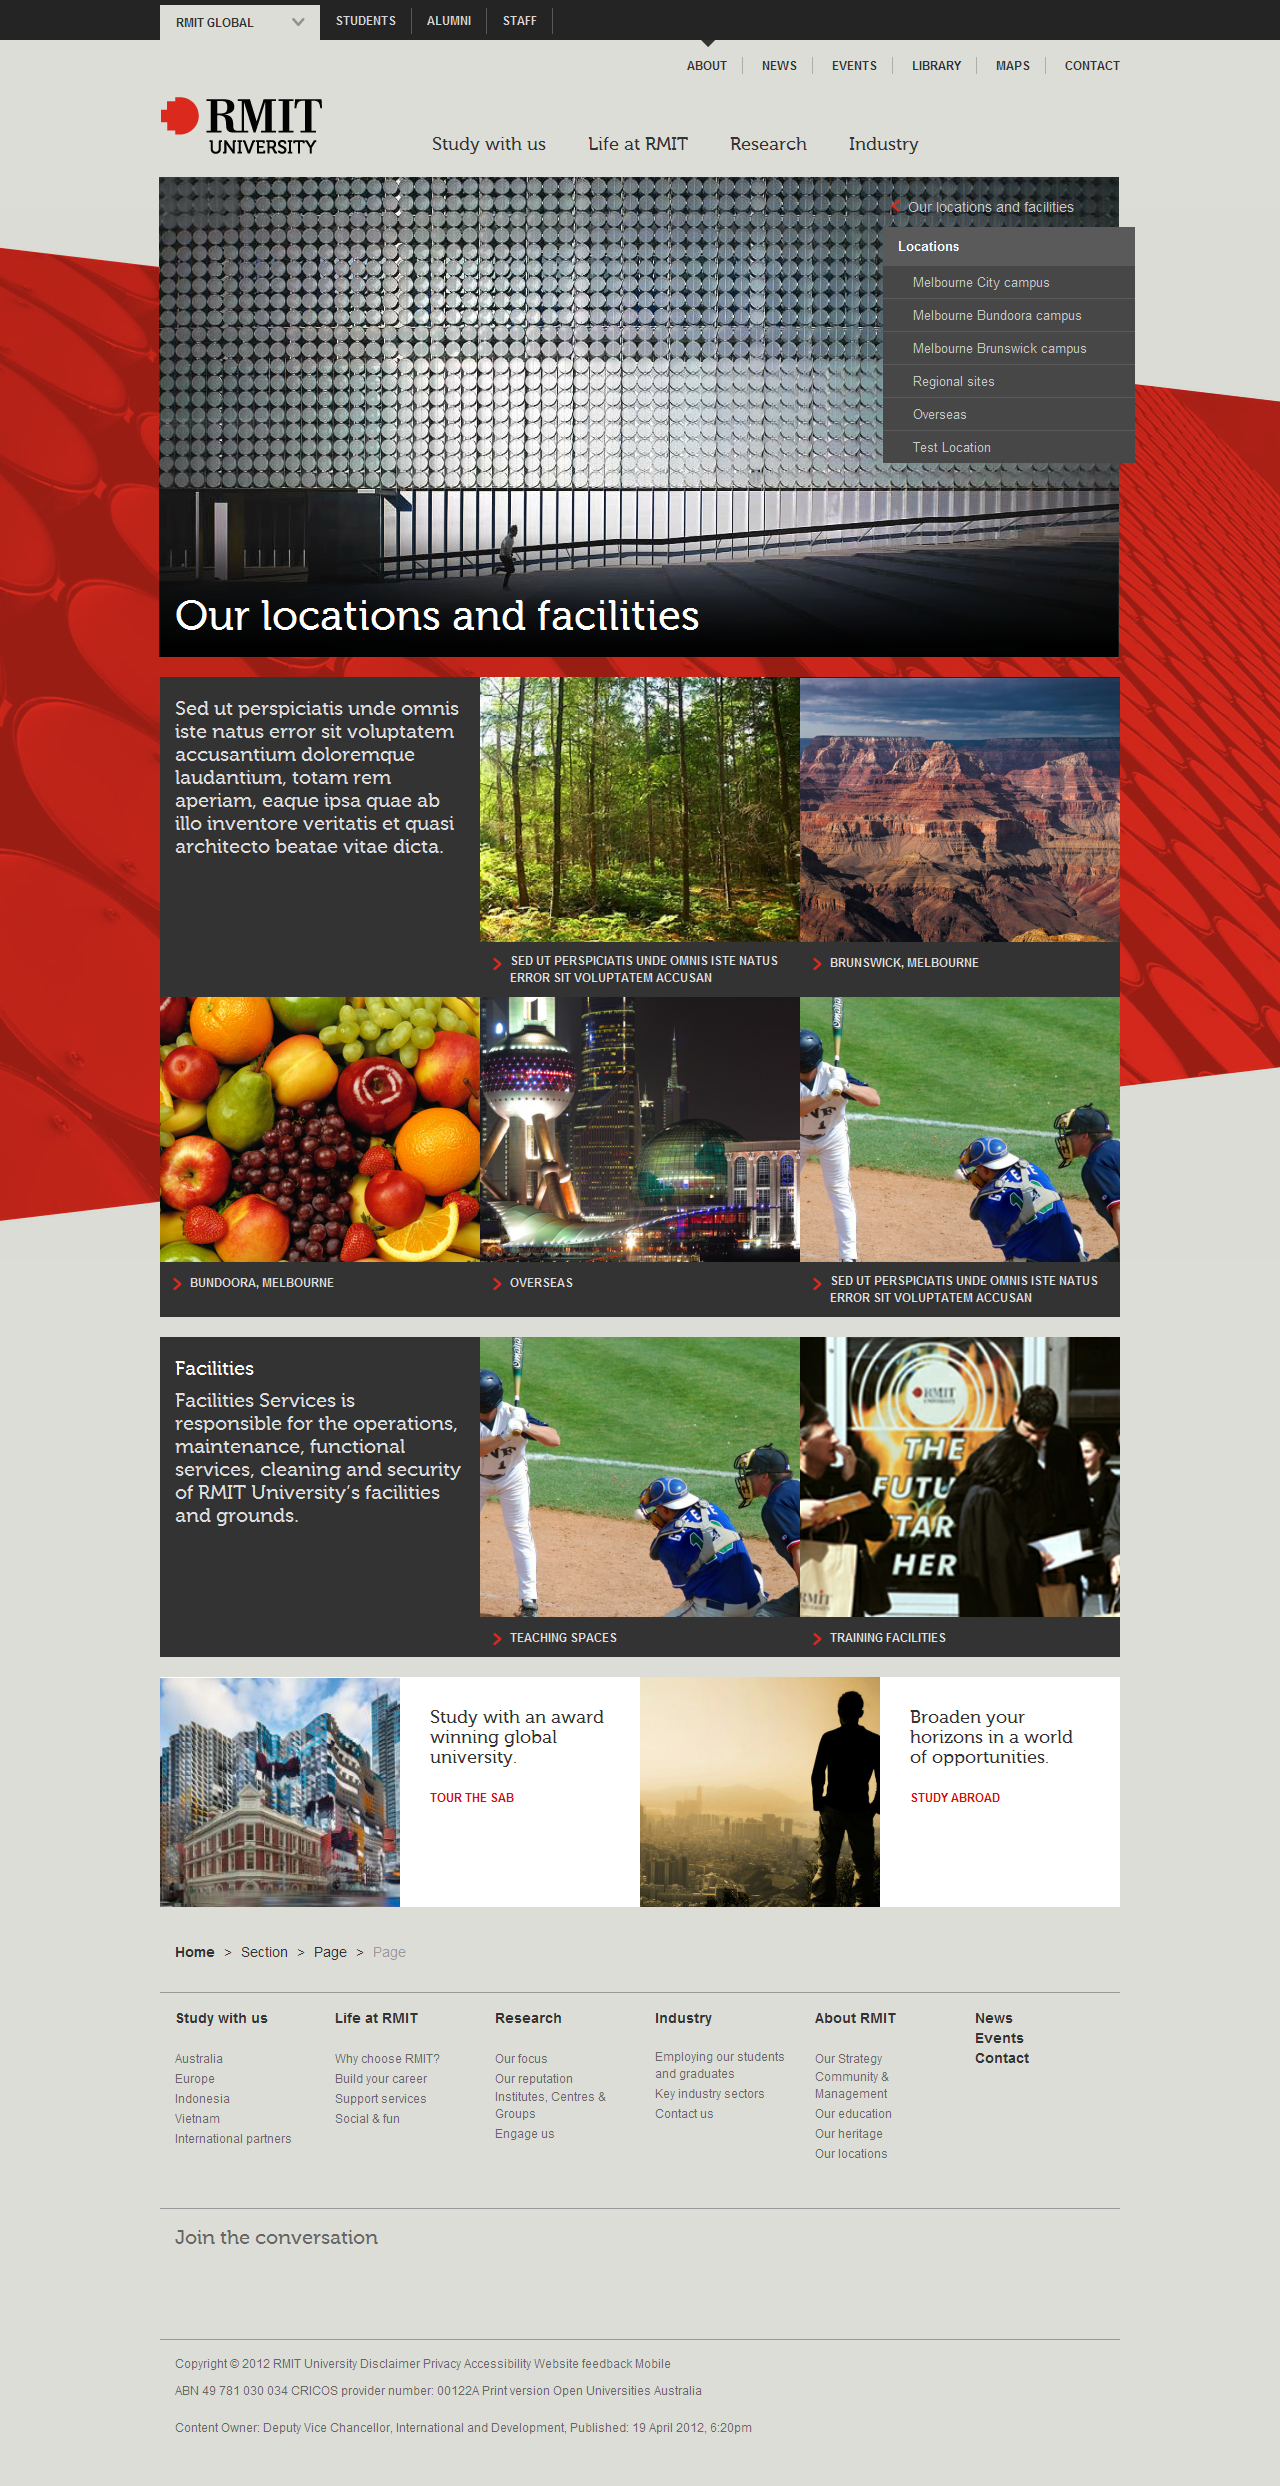 RMIT GLOBAL
STUDENTS
ALUMNI
STAFF
ABOUT
NEWS
EVENTS
LIBRARY
MAPS
CONTACT
RMIT
UNIVERSITY
Study with us
Life at RMIT
Research
Industry
Our locations and facilities
Locations
Melbourne City campus
Melbourne Bundoora campus
Melbourne Brunswick campus
Regional sites
Overseas
Test Location
Our locations and facilities
Sed ut perspiciatis unde omnis
iste natus error sit voluptatem
accusantium doloremque
laudantium, totam rem
aperiam, eaque ipsa quae ab
illo inventore veritatis et quasi
architecto beatae vitae dicta.
SED UT PERSPICIATIS UNDE OMNIS ISTE NATUS
ERROR SIT VOLUPTATEM ACCUSAN
BRUNSWICK, MELBOURNE
BUNDOORA, MELBOURNE
OVERSEAS
SED UT PERSPICIATIS UNDE OMNIS ISTE NATUS
ERROR SIT VOLUPTATEM ACCUSAN
Facilities
Facilities Services is
responsible for the operations,
maintenance, functional
services, cleaning and security
of RMIT University's facilities
and grounds.
RMIT
UNIVERSITY
THE
FUTU
TAR
HER
TEACHING SPACES
TRAINING FACILITIES
Study with an award
winning global
university.
TOUR THE SAB
Broaden your
horizons in a world
of opportunities.
STUDY ABROAD
Home > Section > Page > Page
Study with us
Australia
Europe
Indonesia
Vietnam
International partners
Life at RMIT
Why choose RMIT?
Build your career
Support services
Social & fun
Research
Our focus
Our reputation
Institutes, Centres &
Groups
Engage us
Industry
Employing our students
and graduates
Key industry sectors
Contact us
About RMIT
Our Strategy
Community &
Management
Our education
Our heritage
Our locations
News
Events
Contact
Join the conversation
Copyright © 2012 RMIT University Disclaimer Privacy Accessibility Website feedback Mobile
ABN 49 781 030 034 CRICOS provider number: 00122A Print version Open Universities Australia
Content Owner: Deputy Vice Chancellor, International and Development, Published: 19 April 2012, 6:20pm